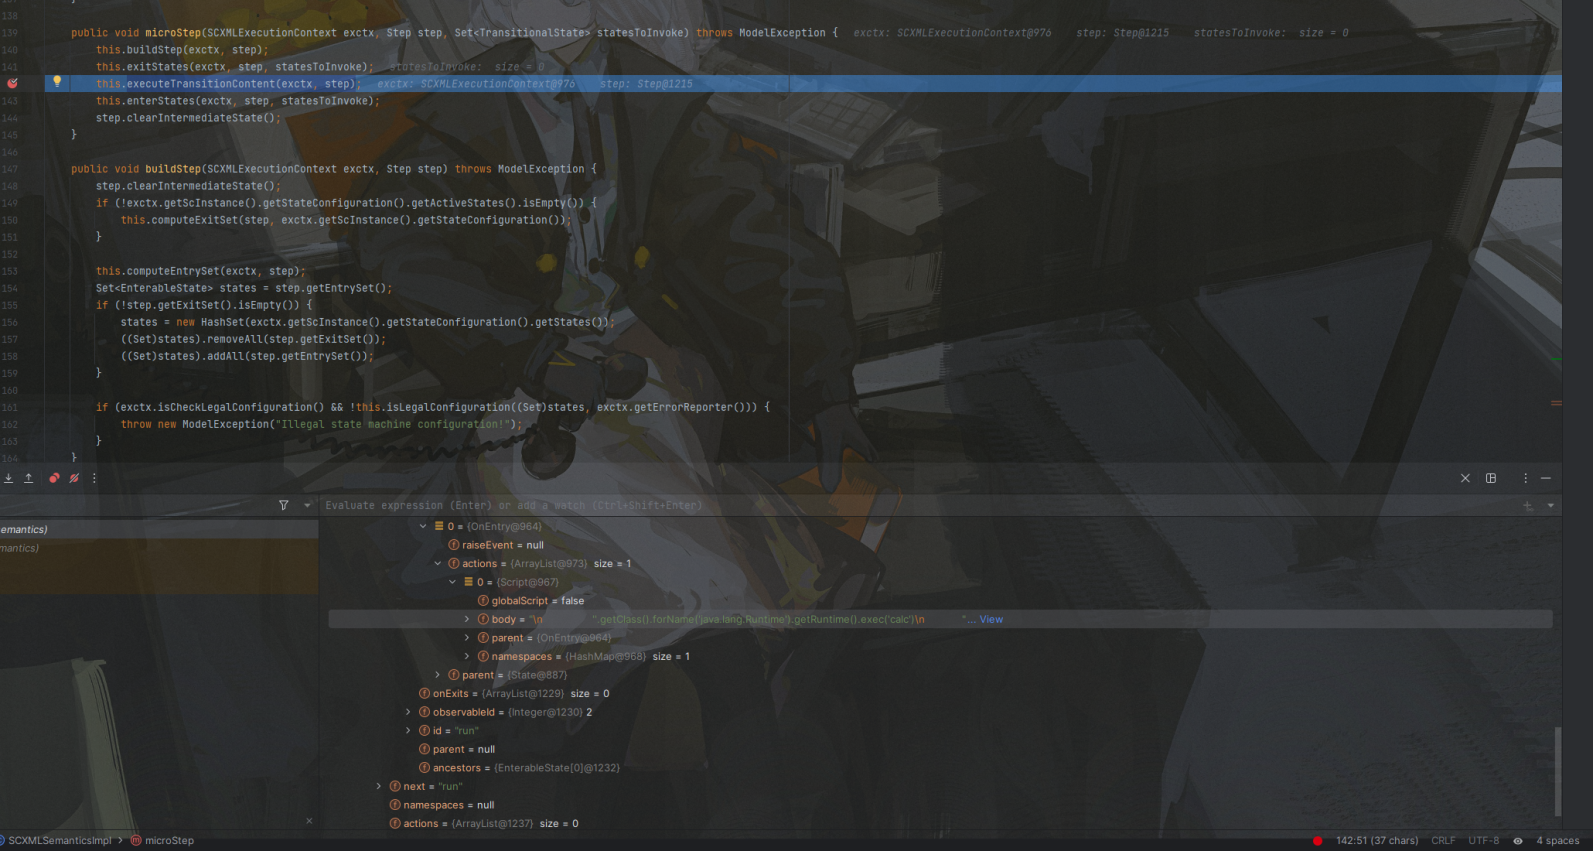 138
139 public void microStep(SCXMLExecutionContext exctx, Step step, Set<TransitionalState> statesToInvoke) throws ModelException { exctx: SCXMLExecutionContext@976 step: Step@1215 statesToInvoke: size = 0
140 this.buildStep(exctx, step);
141 this.exitStates(exctx, step, statesToInvoke); statesToInvoke: size = 0
this.executeTransitionContent(exctx, step); exctx: SCXMLExecutionContext@976 step: Step@1215
143 this.enterStates(exctx, step, statesToInvoke);
144 step.clearIntermediateState();
145 }
146
147 public void buildStep(SCXMLExecutionContext exctx, Step step) throws ModelException {
148 step.clearIntermediateState();
149 if (!exctx.getScInstance().getStateConfiguration().getActiveStates().isEmpty()) {
150 this.computeExitSet(step, exctx.getScInstance().getStateConfiguration());
151 }
152
153 this.computeEntrySet(exctx, step);
154 Set<EnterableState> states = step.getEntrySet();
155 if (!step.getExitSet().isEmpty()) {
156 states = new HashSet(exctx.getScInstance().getStateConfiguration().getStates());
157 ((Set)states).removeAll(step.getExitSet());
158 ((Set)states).addAll(step.getEntrySet());
159 }
160
161 if (exctx.isCheckLegalConfiguration() && !this.isLegalConfiguration((Set)states, exctx.getErrorReporter())) {
162 throw new ModelException("Illegal state machine configuration!");
163 }
164 }
Evaluate expression (Enter) or add a watch (Ctrl+Shift+Enter)
emantics)
mantics)
0 = {OnEntry@964}
raiseEvent = null
actions = {ArrayList@973} size = 1
0 = {Script@967}
globalScript = false
body = "\n ''.getClass().forName('java.lang.Runtime').getRuntime().exec('calc')\n "... View
parent = {OnEntry@964}
namespaces = {HashMap@968} size = 1
parent = {State@887}
onExits = {ArrayList@1229} size = 0
observableId = {Integer@1230} 2
id = "run"
parent = null
ancestors = {EnterableState[0]@1232}
next = "run"
namespaces = null
actions = {ArrayList@1237} size = 0
SCXMLSemanticsImpl > microStep
142:51 (37 chars) CRLF UTF-8 4 spaces